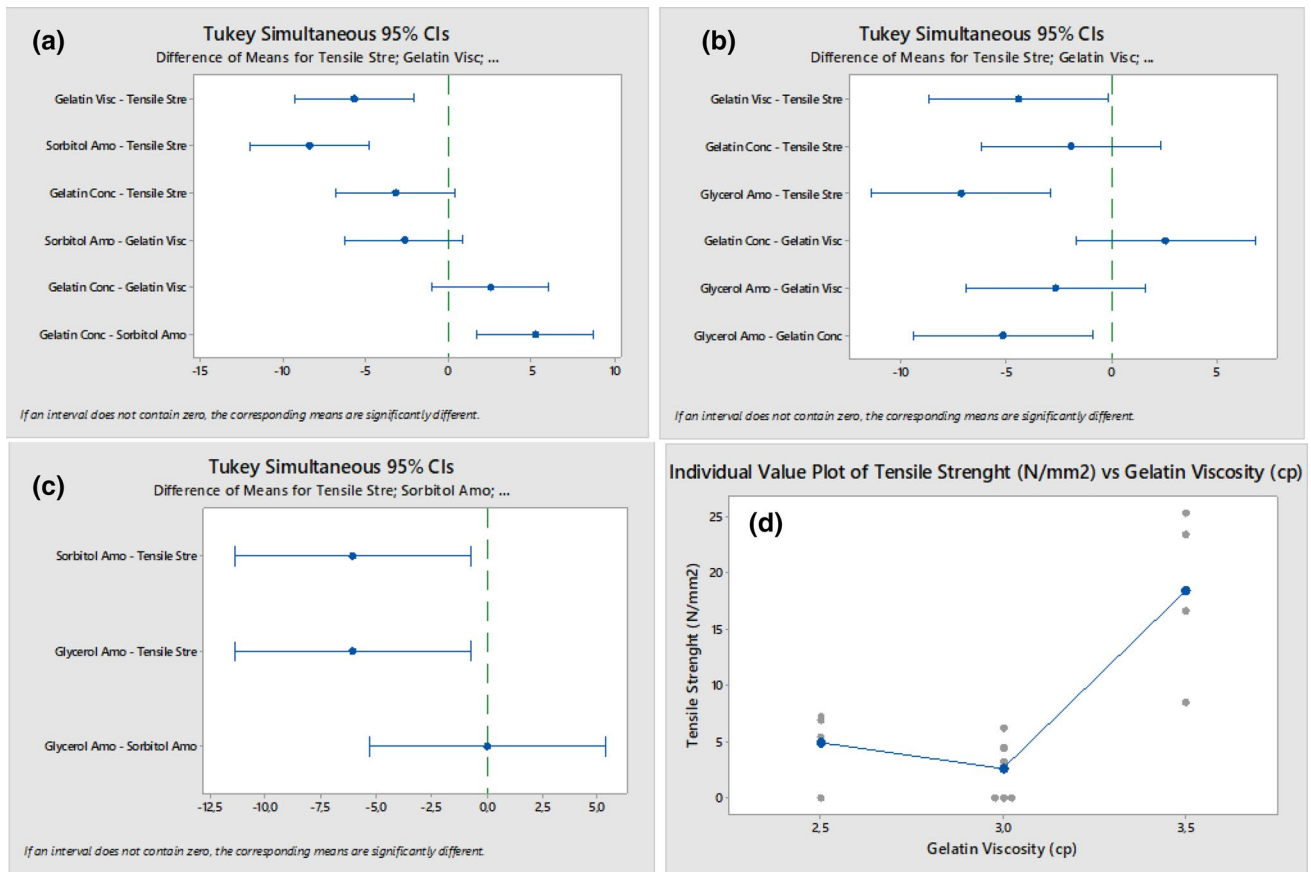 (a)
Tukey Simultaneous 95% CIs
Difference of Means for Tensile Stre; Gelatin Visc; ...
Gelatin Visc - Tensile Stre
Sorbitol Amo - Tensile Stre
Gelatin Conc - Tensile Stre
Sorbitol Amo - Gelatin Visc
Gelatin Conc - Gelatin Visc
Gelatin Conc - Sorbitol Amo
-15 -10 -5 0 5 10
If an interval does not contain zero, the corresponding means are significantly different.
(b)
Tukey Simultaneous 95% CIs
Difference of Means for Tensile Stre; Gelatin Visc; ...
Gelatin Visc - Tensile Stre
Gelatin Conc - Tensile Stre
Glycerol Amo - Tensile Stre
Gelatin Conc - Gelatin Visc
Glycerol Amo - Gelatin Visc
Glycerol Amo - Gelatin Conc
-10 -5 0 5
If an interval does not contain zero, the corresponding means are significantly different.
(c)
Tukey Simultaneous 95% CIs
Difference of Means for Tensile Stre; Sorbitol Amo; ...
Sorbitol Amo - Tensile Stre
Glycerol Amo - Tensile Stre
Glycerol Amo - Sorbitol Amo
-12,5 -10,0 -7,5 -5,0 -2,5 0,0 2,5 5,0
If an interval does not contain zero, the corresponding means are significantly different.
Individual Value Plot of Tensile Strenght (N/mm2) vs Gelatin Viscosity (cp)
(d)
Tensile Strenght (N/mm2)
25
20
15
10
5
0
2,5 3,0 3,5
Gelatin Viscosity (cp)